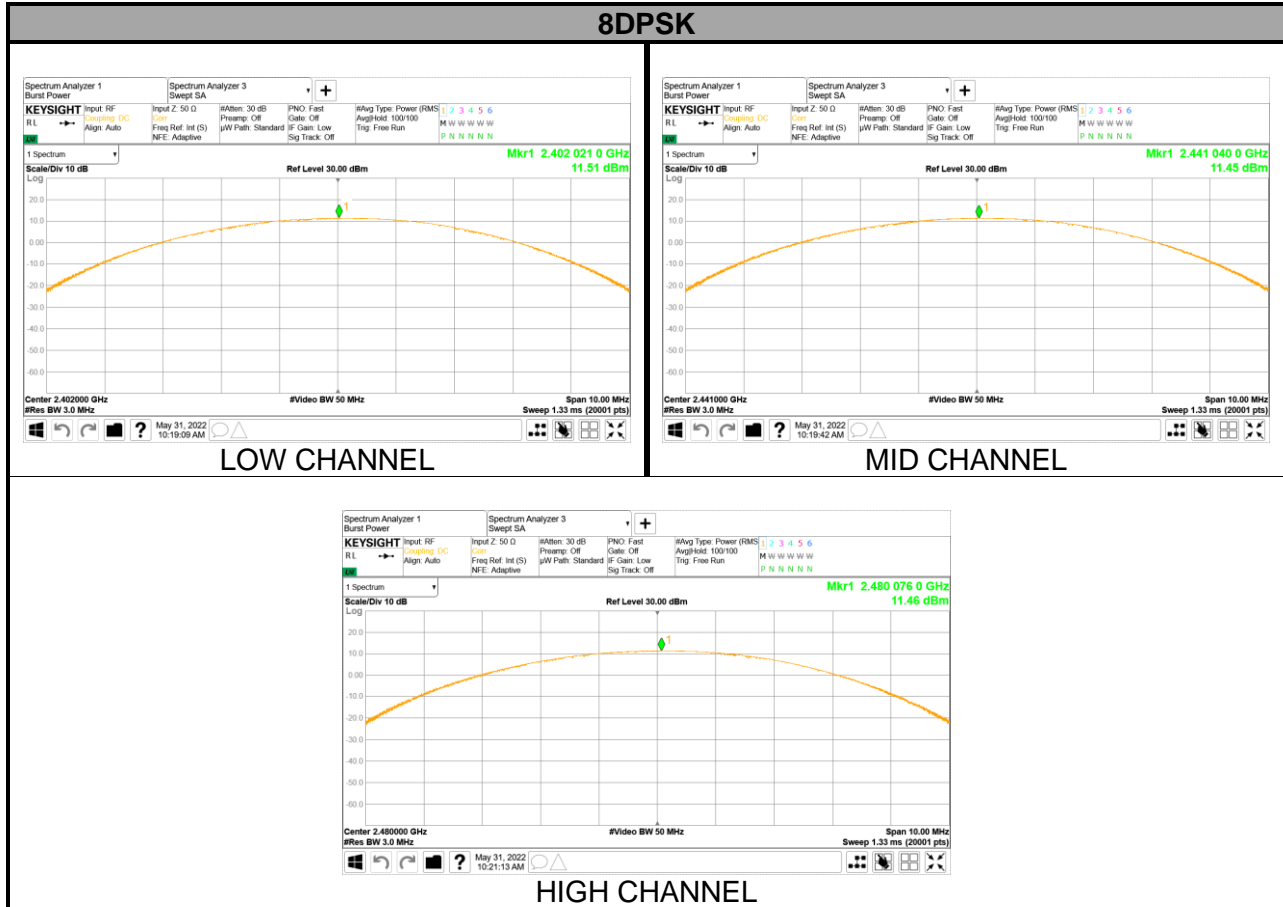 8DPSK
Spectrum Analyzer 1
Burst Power
Spectrum Analyzer 3
Swept SA
+
KEYSIGHT
RL
Input: RF
Coupling: DC
Align: Auto
Input Z: 50 Ω
Corr
Freq Ref: Int (S)
NFE: Adaptive
#Atten: 30 dB
Preamp: Off
µW Path: Standard
PNO: Fast
Gate: Off
IF Gain: Low
Sig Track: Off
#Avg Type: Power (RMS
Avg|Hold: 100/100
Trig: Free Run
1 2 3 4 5 6
M W W W W W
P N N N N N
1 Spectrum
Scale/Div 10 dB
Log
Ref Level 30.00 dBm
Mkr1 2.402 021 0 GHz
11.51 dBm
20.0
10.0
0.00
-10.0
-20.0
-30.0
-40.0
-50.0
-60.0
1
Center 2.402000 GHz
#Res BW 3.0 MHz
#Video BW 50 MHz
Span 10.00 MHz
Sweep 1.33 ms (20001 pts)
?
May 31, 2022
10:19:09 AM
LOW CHANNEL
Spectrum Analyzer 1
Burst Power
Spectrum Analyzer 3
Swept SA
+
KEYSIGHT
RL
Input: RF
Coupling: DC
Align: Auto
Input Z: 50 Ω
Corr
Freq Ref: Int (S)
NFE: Adaptive
#Atten: 30 dB
Preamp: Off
µW Path: Standard
PNO: Fast
Gate: Off
IF Gain: Low
Sig Track: Off
#Avg Type: Power (RMS
Avg|Hold: 100/100
Trig: Free Run
1 2 3 4 5 6
M W W W W W
P N N N N N
1 Spectrum
Scale/Div 10 dB
Log
Ref Level 30.00 dBm
Mkr1 2.441 040 0 GHz
11.45 dBm
20.0
10.0
0.00
-10.0
-20.0
-30.0
-40.0
-50.0
-60.0
1
Center 2.441000 GHz
#Res BW 3.0 MHz
#Video BW 50 MHz
Span 10.00 MHz
Sweep 1.33 ms (20001 pts)
?
May 31, 2022
10:19:42 AM
MID CHANNEL
Spectrum Analyzer 1
Burst Power
Spectrum Analyzer 3
Swept SA
+
KEYSIGHT
RL
Input: RF
Coupling: DC
Align: Auto
Input Z: 50 Ω
Corr
Freq Ref: Int (S)
NFE: Adaptive
#Atten: 30 dB
Preamp: Off
µW Path: Standard
PNO: Fast
Gate: Off
IF Gain: Low
Sig Track: Off
#Avg Type: Power (RMS
Avg|Hold: 100/100
Trig: Free Run
1 2 3 4 5 6
M W W W W W
P N N N N N
1 Spectrum
Scale/Div 10 dB
Log
Ref Level 30.00 dBm
Mkr1 2.480 076 0 GHz
11.46 dBm
20.0
10.0
0.00
-10.0
-20.0
-30.0
-40.0
-50.0
-60.0
1
Center 2.480000 GHz
#Res BW 3.0 MHz
#Video BW 50 MHz
Span 10.00 MHz
Sweep 1.33 ms (20001 pts)
?
May 31, 2022
10:21:13 AM
HIGH CHANNEL